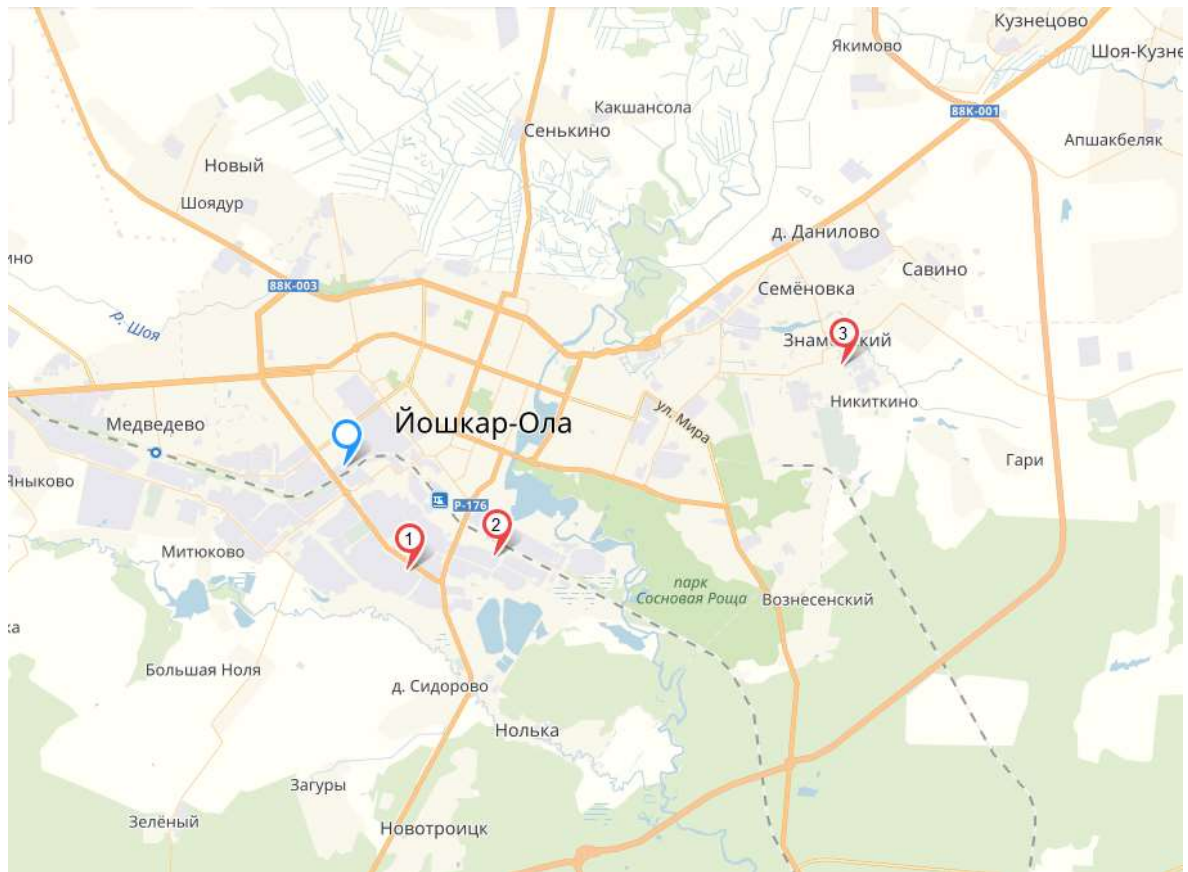 Кузнецово
Якимово
Шоя-Кузне
88К-001
Какшансола
Сенькино
Апшакбеляк
Новый
Шоядур
д. Данилово
ино
Савино
88К-003
Семёновка
р. Шоя
3
Знам
ский
Никиткино
ул. Мира
Медведево
Йошкар-Ола
Гари
Яныково
Р-176
2
1
Митюково
парк
Сосновая Роща
Вознесенский
ка
Большая Ноля
д. Сидорово
Нолька
Загуры
Зелёный
Новотроицк